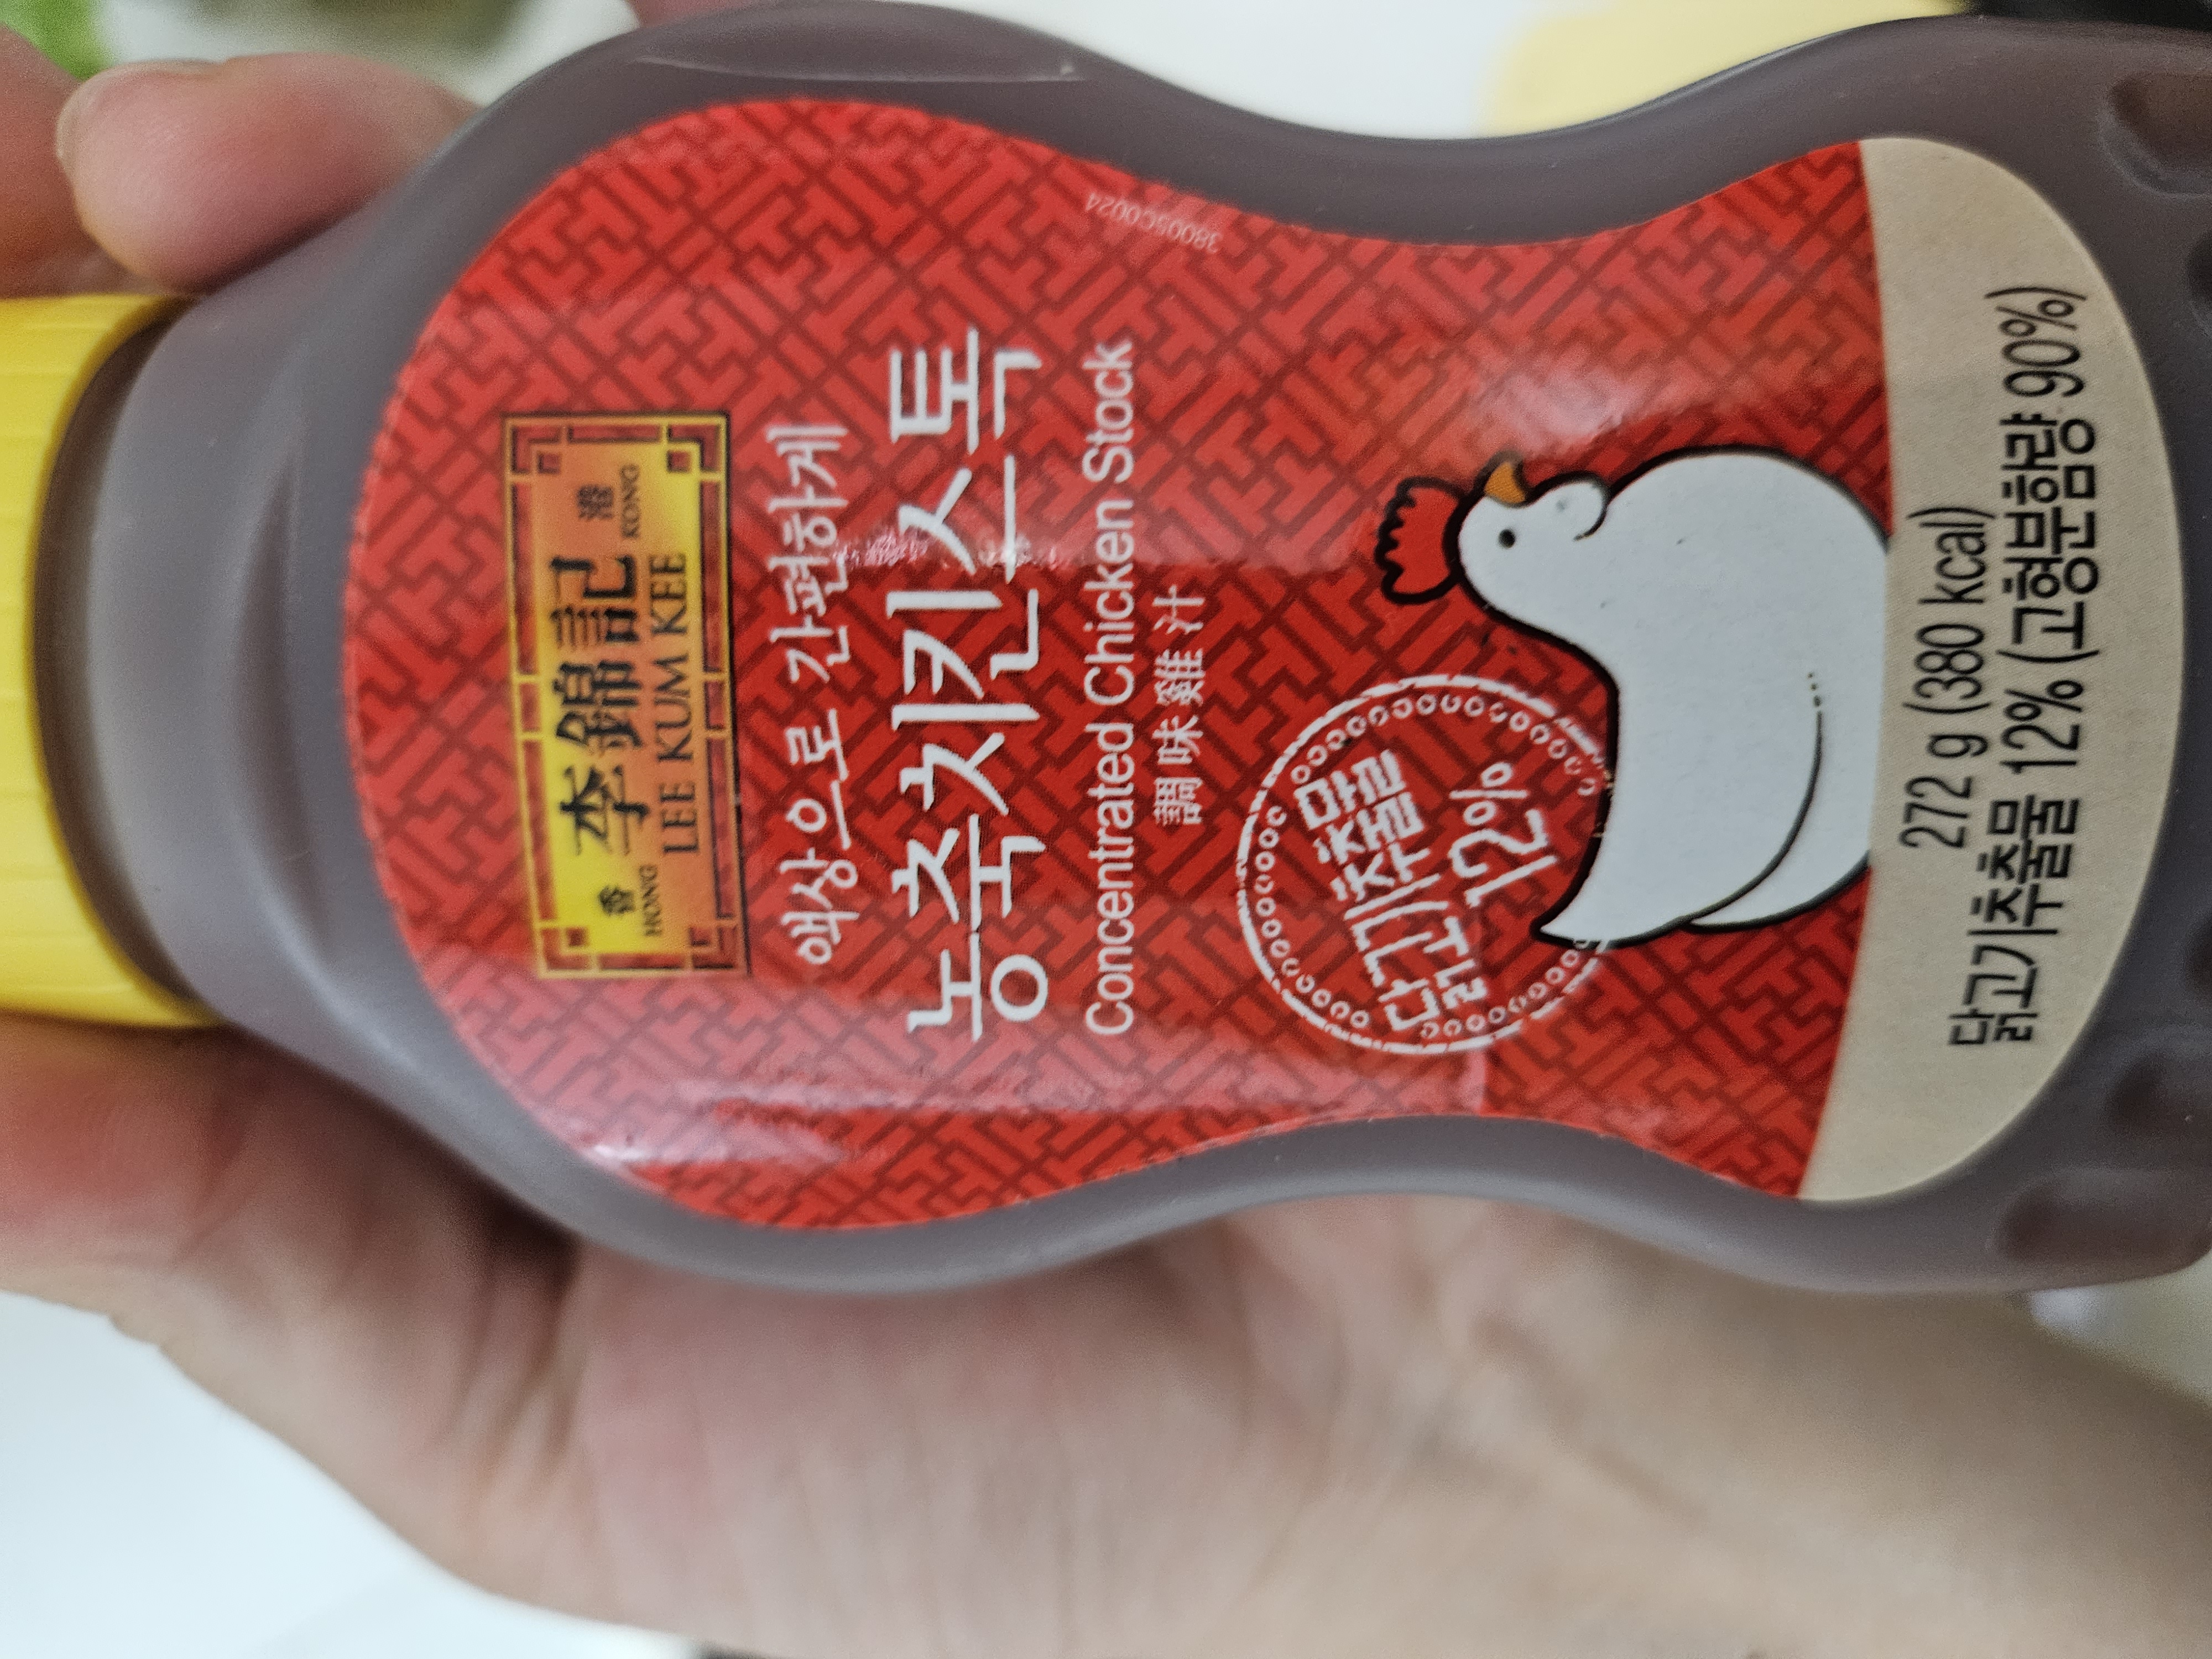 香 李錦記 港
HONG LEE KUM KEE KONG
액상으로 간편하게
농축치킨스톡
Concentrated Chicken Stock
調味雞汁
38005C0024
닭고기추출물
12%
272 g (380 kcal)
닭고기추출물 12% (고형분함량 90%)